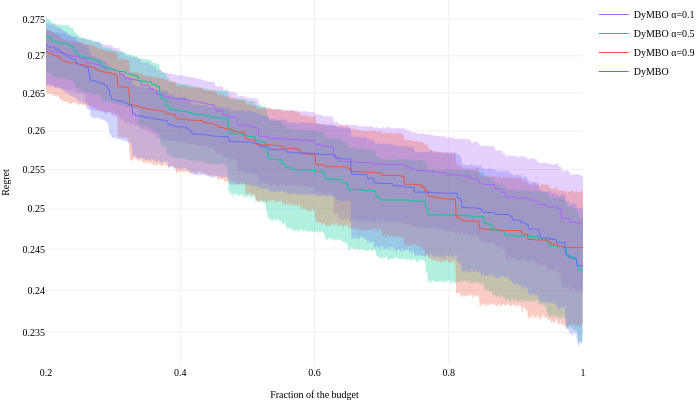 0.275
0.27
0.265
0.26
0.255
0.25
0.245
0.24
0.235
Regret
0.2
0.4
0.6
0.8
1
Fraction of the budget
DyMBO α=0.1
DyMBO α=0.5
DyMBO α=0.9
DyMBO